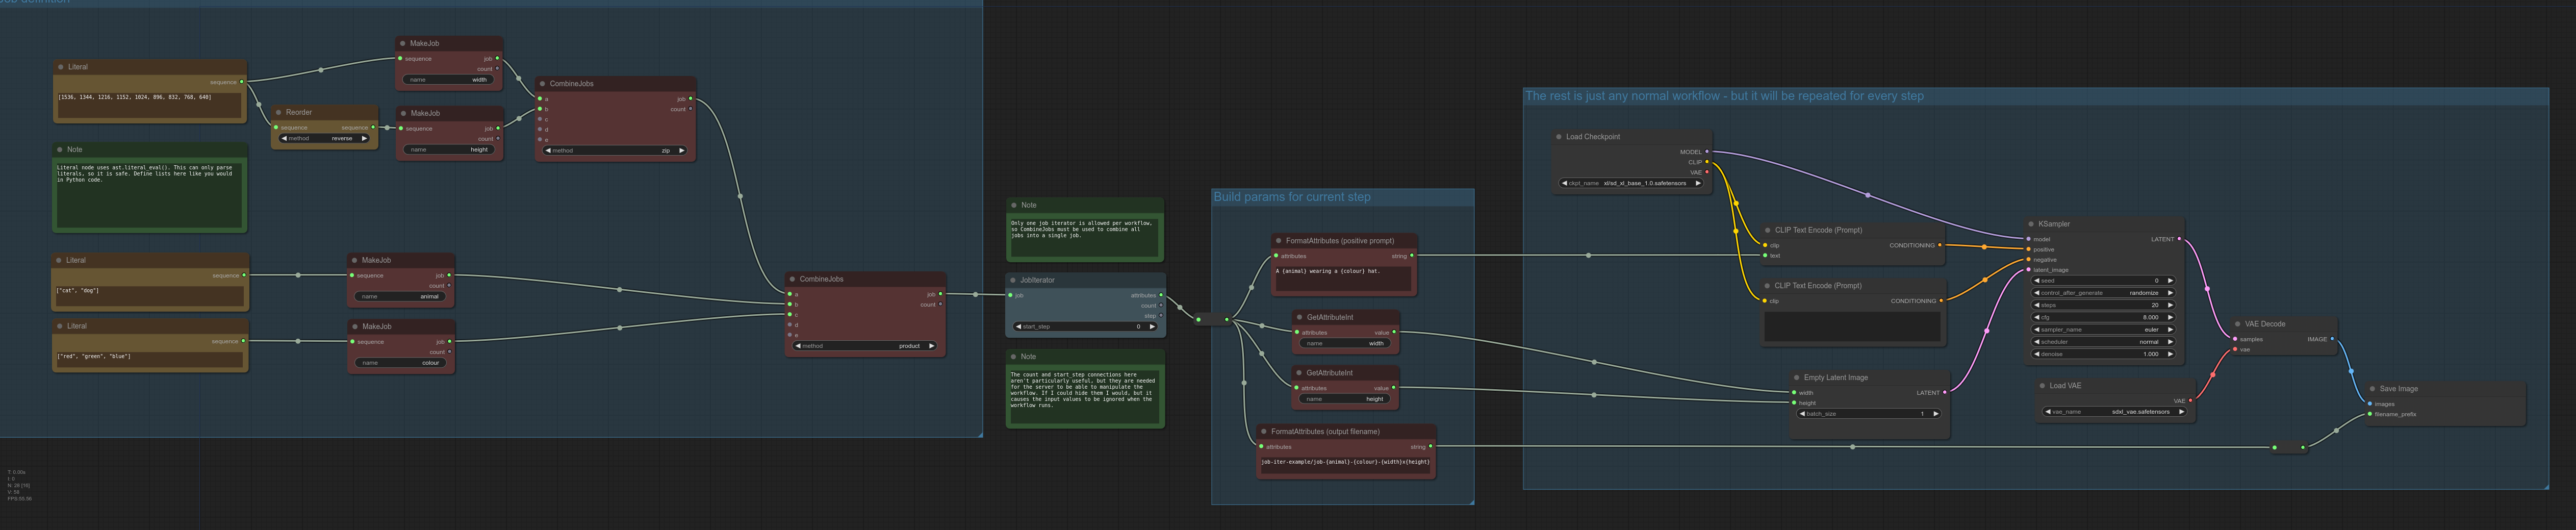 Literal
sequence
[1536, 1344, 1216, 1152, 1024, 896, 832, 768, 640]
Note
Literal node uses ast.literal_eval(). This can only parse
literals, so it is safe. Define lists here like you would
in Python code.
Reorder
sequence sequence
method reverse
MakeJob
sequence job
count
name width
MakeJob
sequence job
count
name height
CombineJobs
a job
b count
c
d
e
method zip
Literal
sequence
["cat", "dog"]
Literal
sequence
["red", "green", "blue"]
MakeJob
sequence job
count
name animal
MakeJob
sequence job
count
name colour
CombineJobs
a job
b count
c
d
e
method product
Note
Only one job iterator is allowed per workflow,
so CombineJobs must be used to combine all
jobs into a single job.
JobIterator
job attributes
count
step
start_step 0
Note
The count and start_step connections here
aren't particularly useful, but they are needed
for the server to be able to manipulate the
workflow. If I could hide them I would, but it
causes the input values to be ignored when the
workflow runs.
Build params for current step
FormatAttributes (positive prompt)
attributes string
A {animal} wearing a {colour} hat.
GetAttributeInt
attributes value
name width
GetAttributeInt
attributes value
name height
FormatAttributes (output filename)
attributes string
job-iter-example/job-{animal}-{colour}-{width}x{height}
The rest is just any normal workflow - but it will be repeated for every step
Load Checkpoint
MODEL
CLIP
VAE
ckpt_name xl/sd_xl_base_1.0.safetensors
CLIP Text Encode (Prompt)
clip CONDITIONING
text
CLIP Text Encode (Prompt)
clip CONDITIONING
Empty Latent Image
width LATENT
height
batch_size 1
KSampler
model LATENT
positive
negative
latent_image
seed 0
control_after_generate randomize
steps 20
cfg 8.000
sampler_name euler
scheduler normal
denoise 1.000
Load VAE
VAE
vae_name sdxl_vae.safetensors
VAE Decode
samples IMAGE
vae
Save Image
images
filename_prefix
T: 0.00s
I: 0